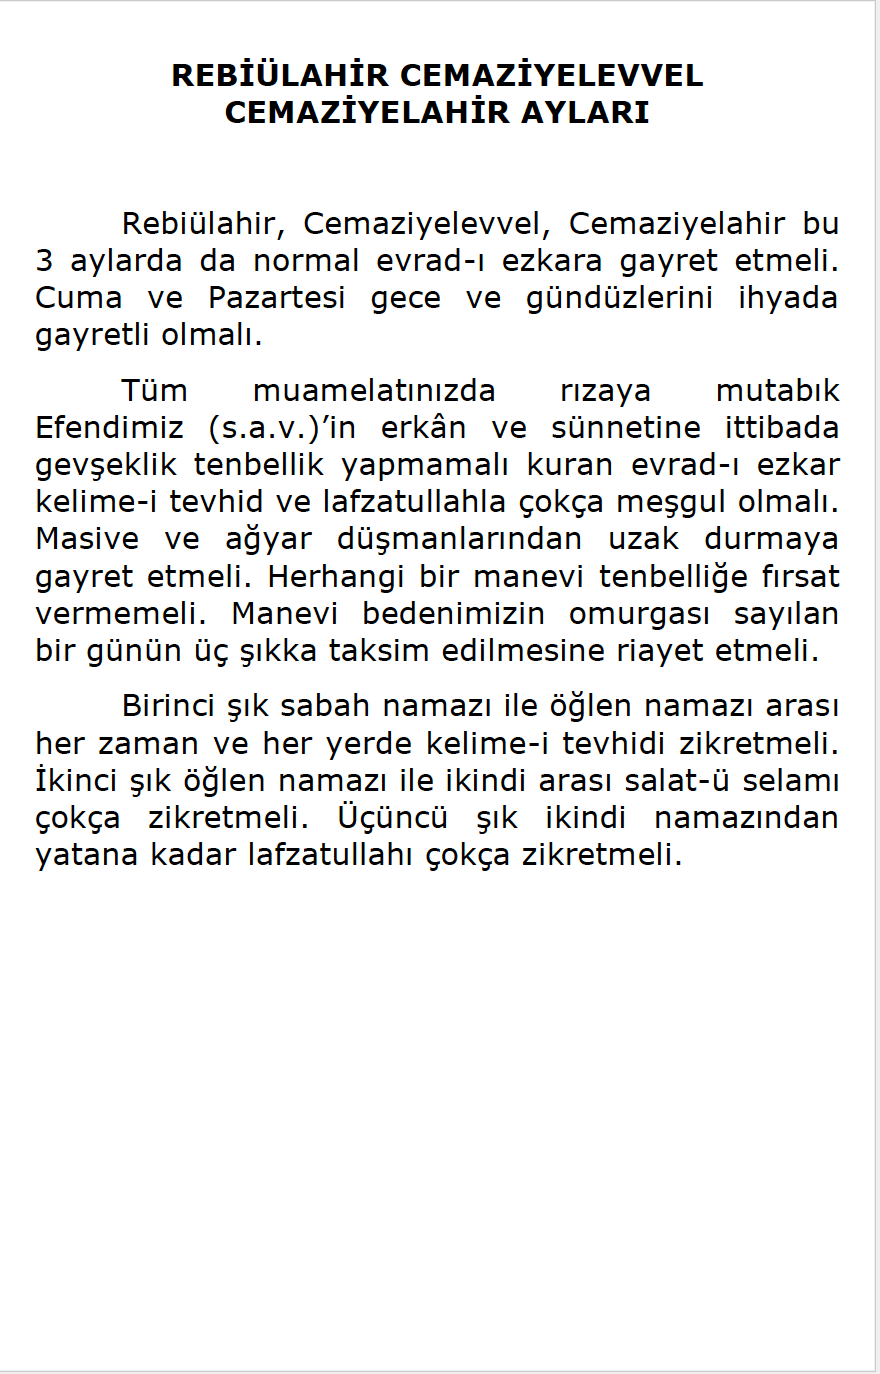 REBİÜLAHİR CEMAZİYELEVVEL
CEMAZİYELAHİR AYLARI
Rebiülahir, Cemaziyelevvel, Cemaziyelahir bu
3 aylarda da normal evrad-ı ezkara gayret etmeli.
Cuma ve Pazartesi gece ve gündüzlerini ihyada
gayretli olmalı.
Tüm muamelatınızda rızaya mutabık
Efendimiz (s.a.v.)’in erkân ve sünnetine ittibada
gevşeklik tenbellik yapmamalı kuran evrad-ı ezkar
kelime-i tevhid ve lafzatullahla çokça meşgul olmalı.
Masive ve ağyar düşmanlarından uzak durmaya
gayret etmeli. Herhangi bir manevi tenbelliğe fırsat
vermemeli. Manevi bedenimizin omurgası sayılan
bir günün üç şıkka taksim edilmesine riayet etmeli.
Birinci şık sabah namazı ile öğlen namazı arası
her zaman ve her yerde kelime-i tevhidi zikretmeli.
İkinci şık öğlen namazı ile ikindi arası salat-ü selamı
çokça zikretmeli. Üçüncü şık ikindi namazından
yatana kadar lafzatullahı çokça zikretmeli.